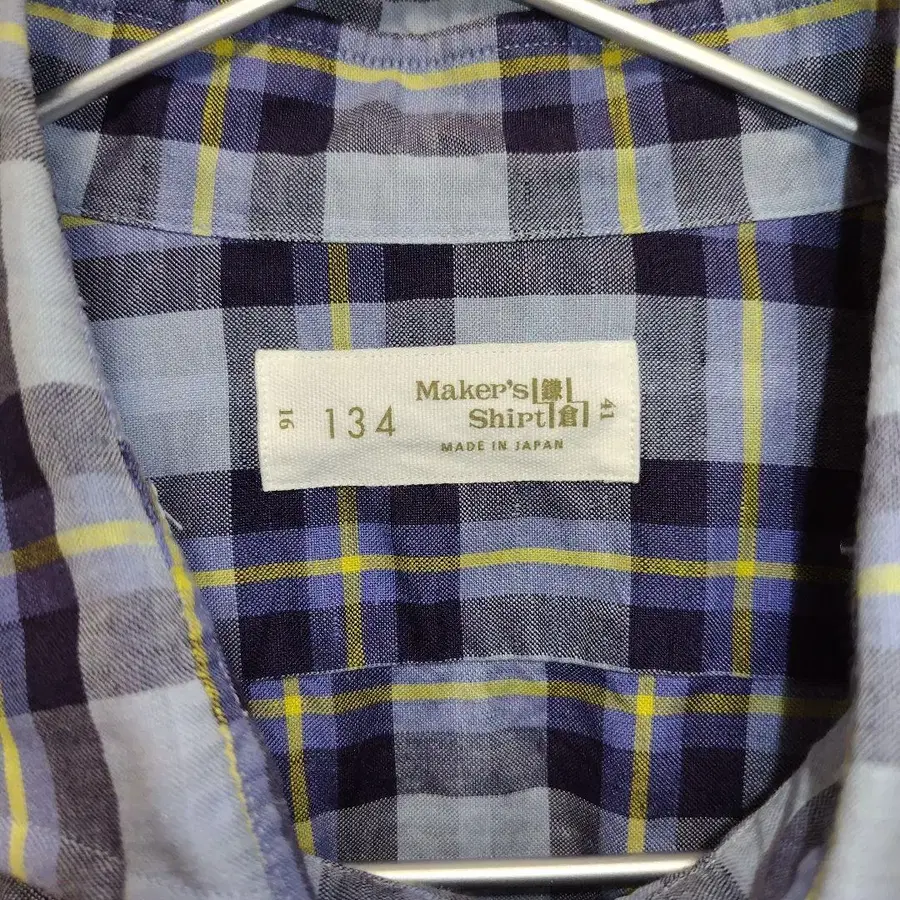 16
134
Maker's 鎌
Shirt 倉
MADE IN JAPAN
41